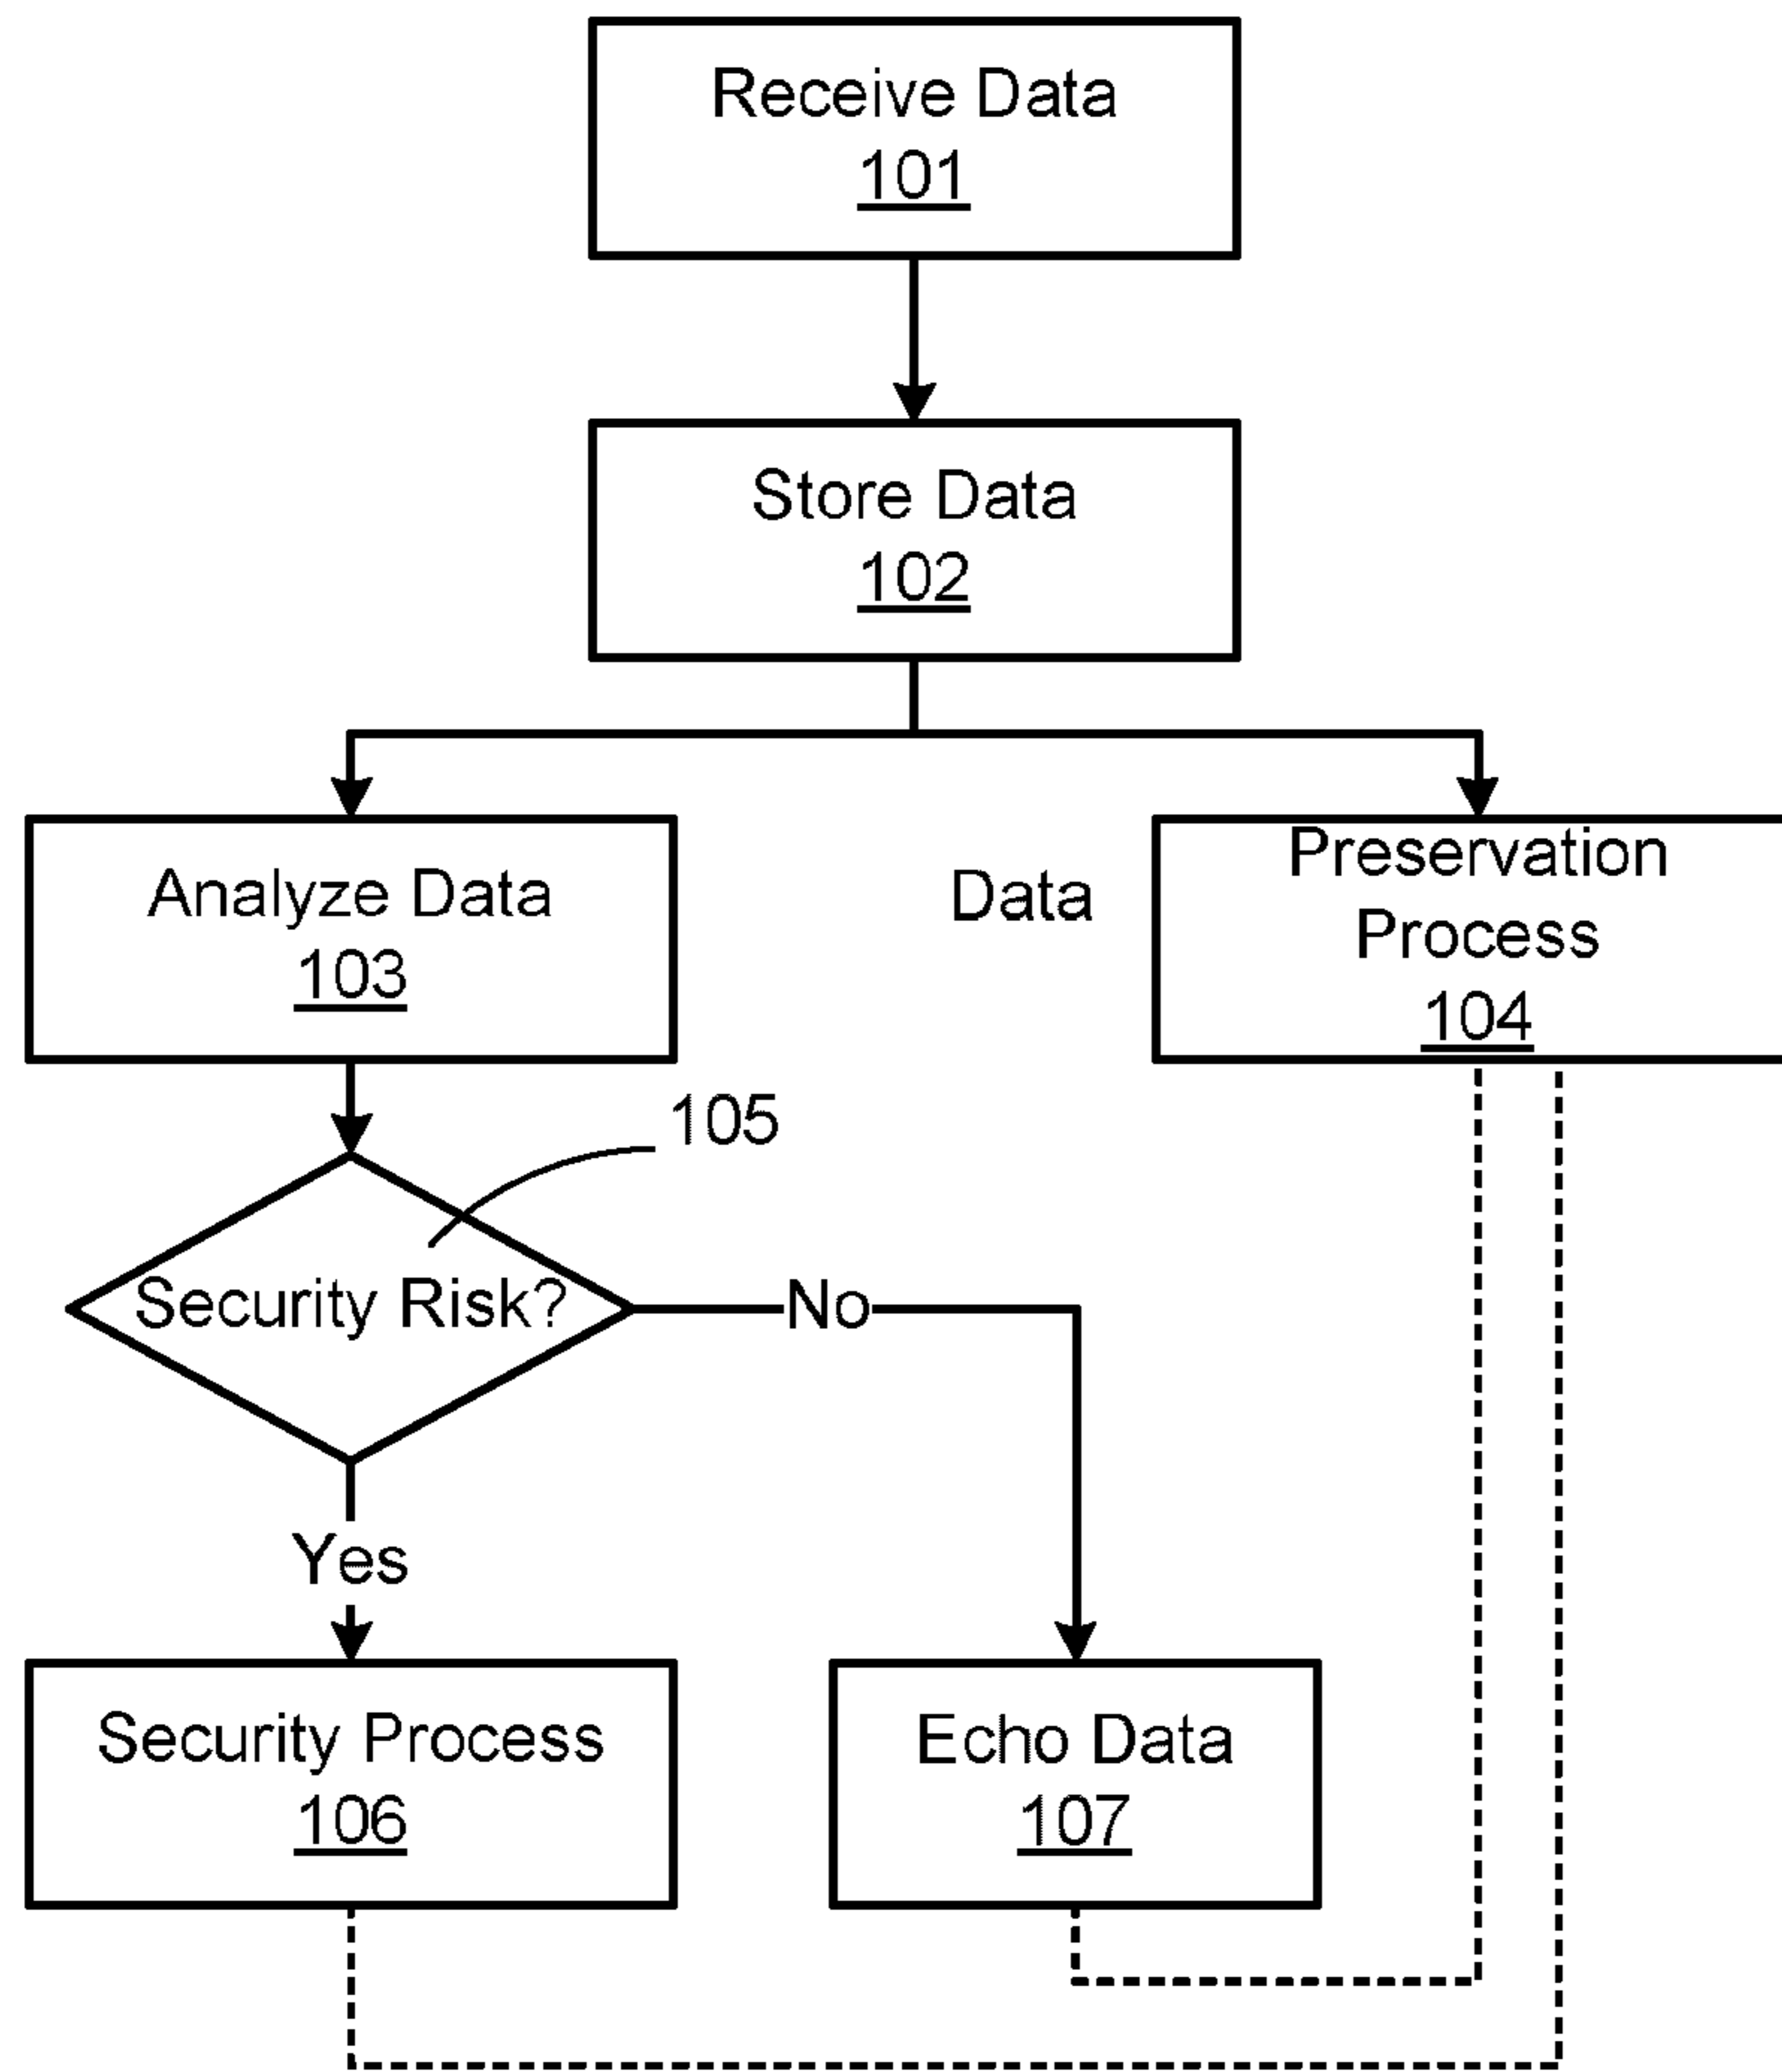 Receive Data
101
Store Data
102
Analyze Data
103
Data
Preservation
Process
104
105
Security Risk?
No
Yes
Security Process
106
Echo Data
107